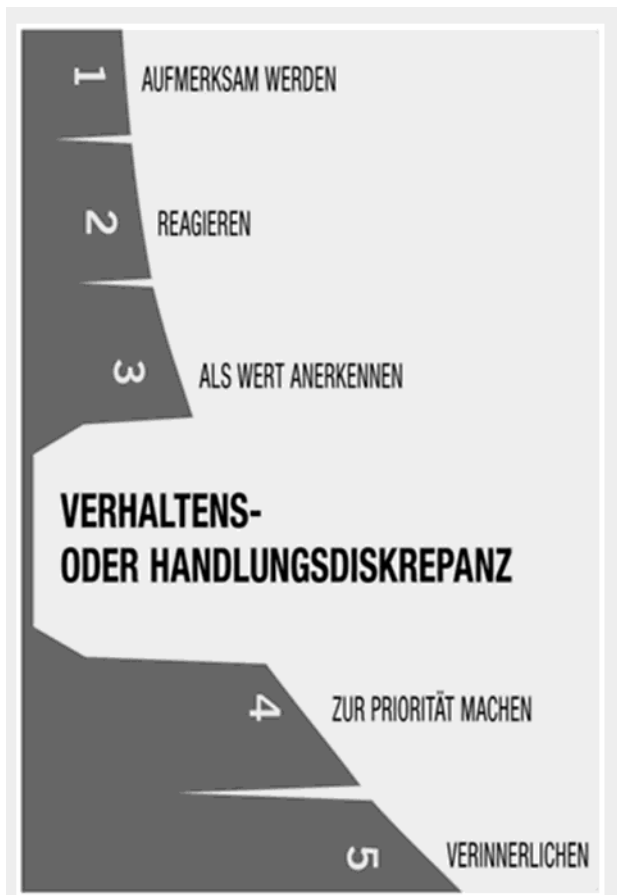 1 AUFMERKSAM WERDEN
2 REAGIEREN
3 ALS WERT ANERKENNEN
VERHALTENS-
ODER HANDLUNGSDISKREPANZ
4 ZUR PRIORITÄT MACHEN
5 VERINNERLICHEN